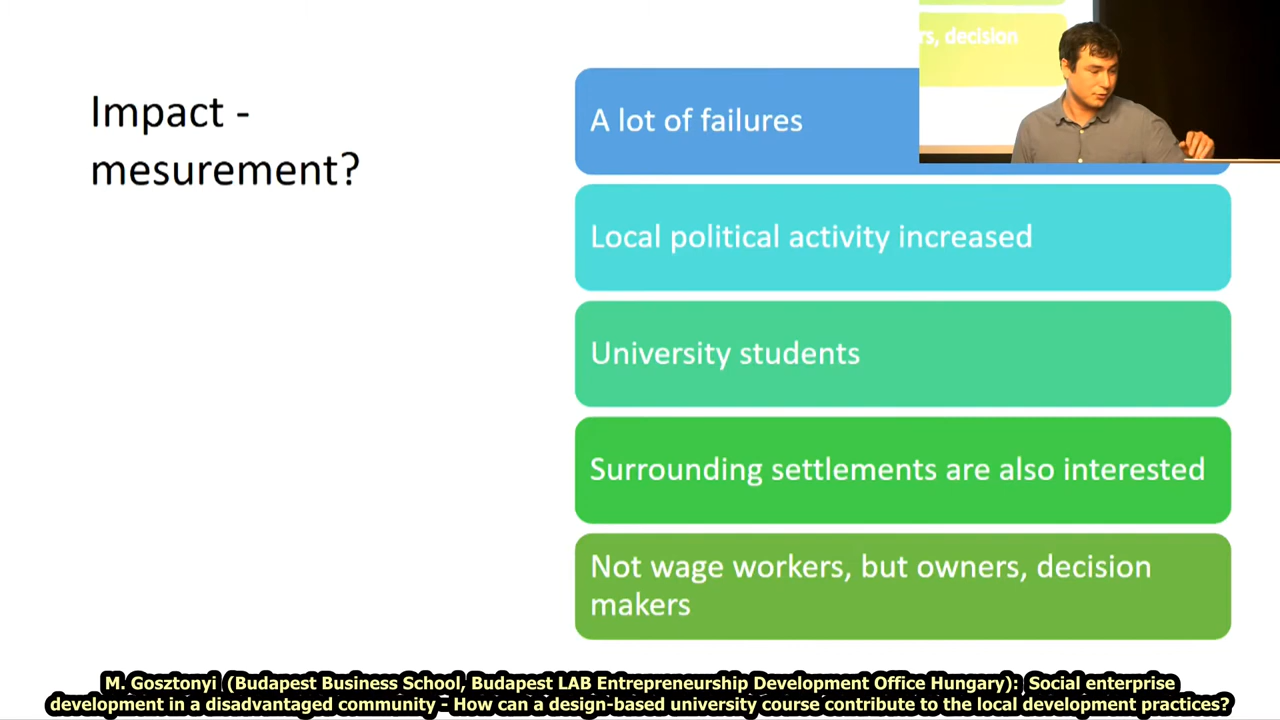 Impact -
mesurement?
A lot of failures
Local political activity increased
University students
Surrounding settlements are also interested
Not wage workers, but owners, decision
makers
rs, decision
M. Gosztonyi (Budapest Business School, Budapest LAB Entrepreneurship Development Office Hungary): Social enterprise
development in a disadvantaged community - How can a design-based university course contribute to the local development practices?